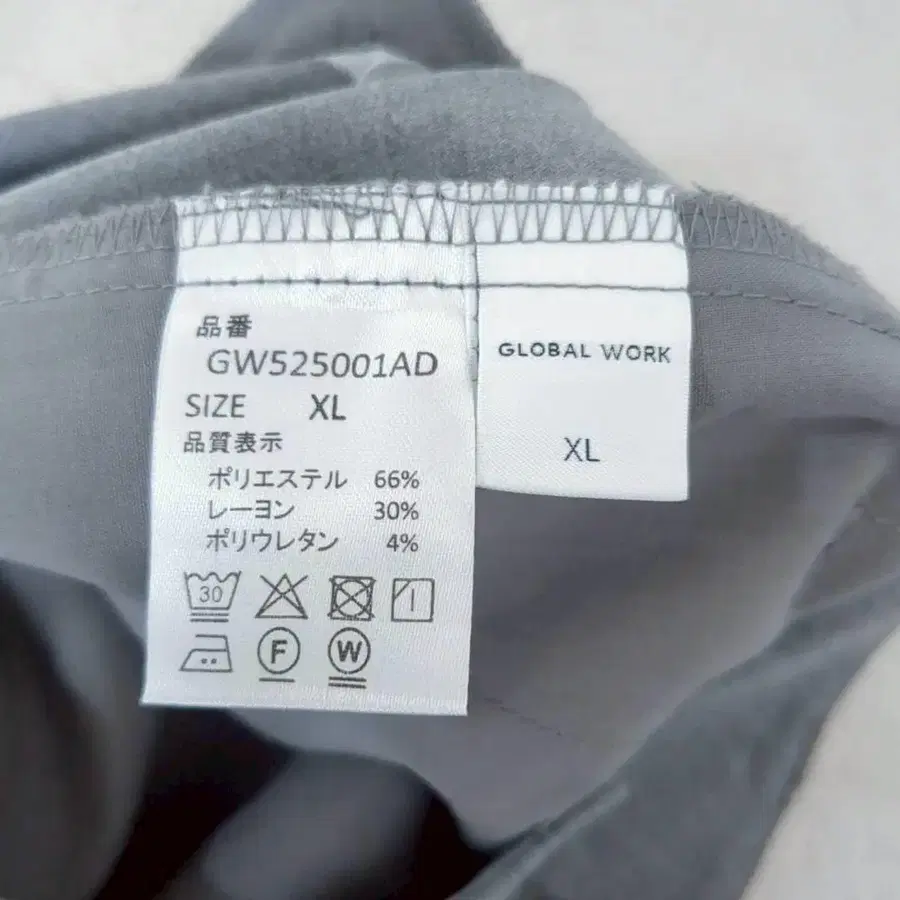 品番
GW525001AD
SIZE XL
品質表示
ポリエステル 66%
レーヨン 30%
ポリウレタン 4%
30
F W
GLOBAL WORK
XL